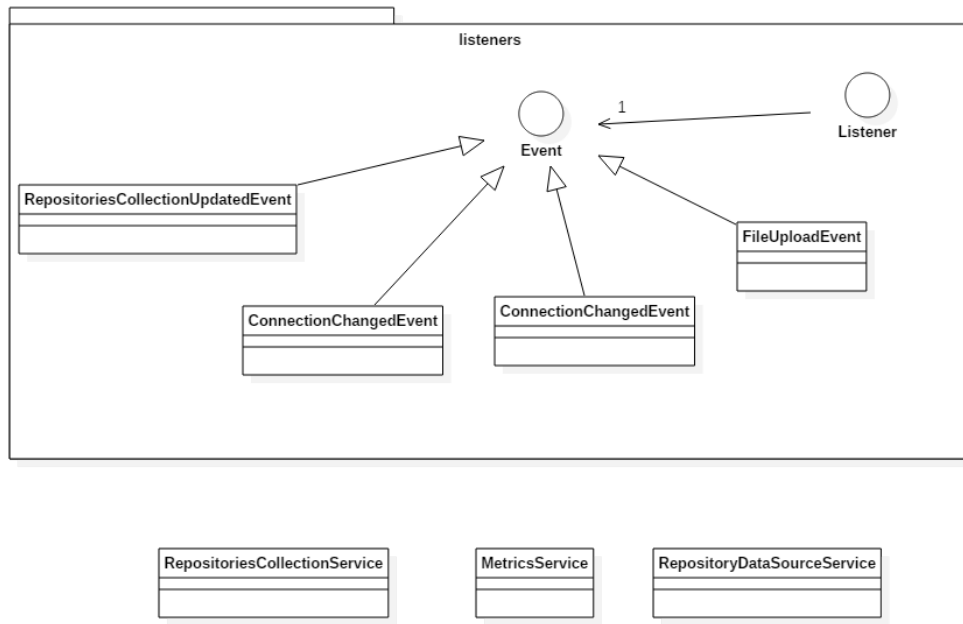 listeners
1
Event
Listener
RepositoriesCollectionUpdatedEvent
FileUploadEvent
ConnectionChangedEvent
ConnectionChangedEvent
RepositoriesCollectionService
MetricsService
RepositoryDataSourceService